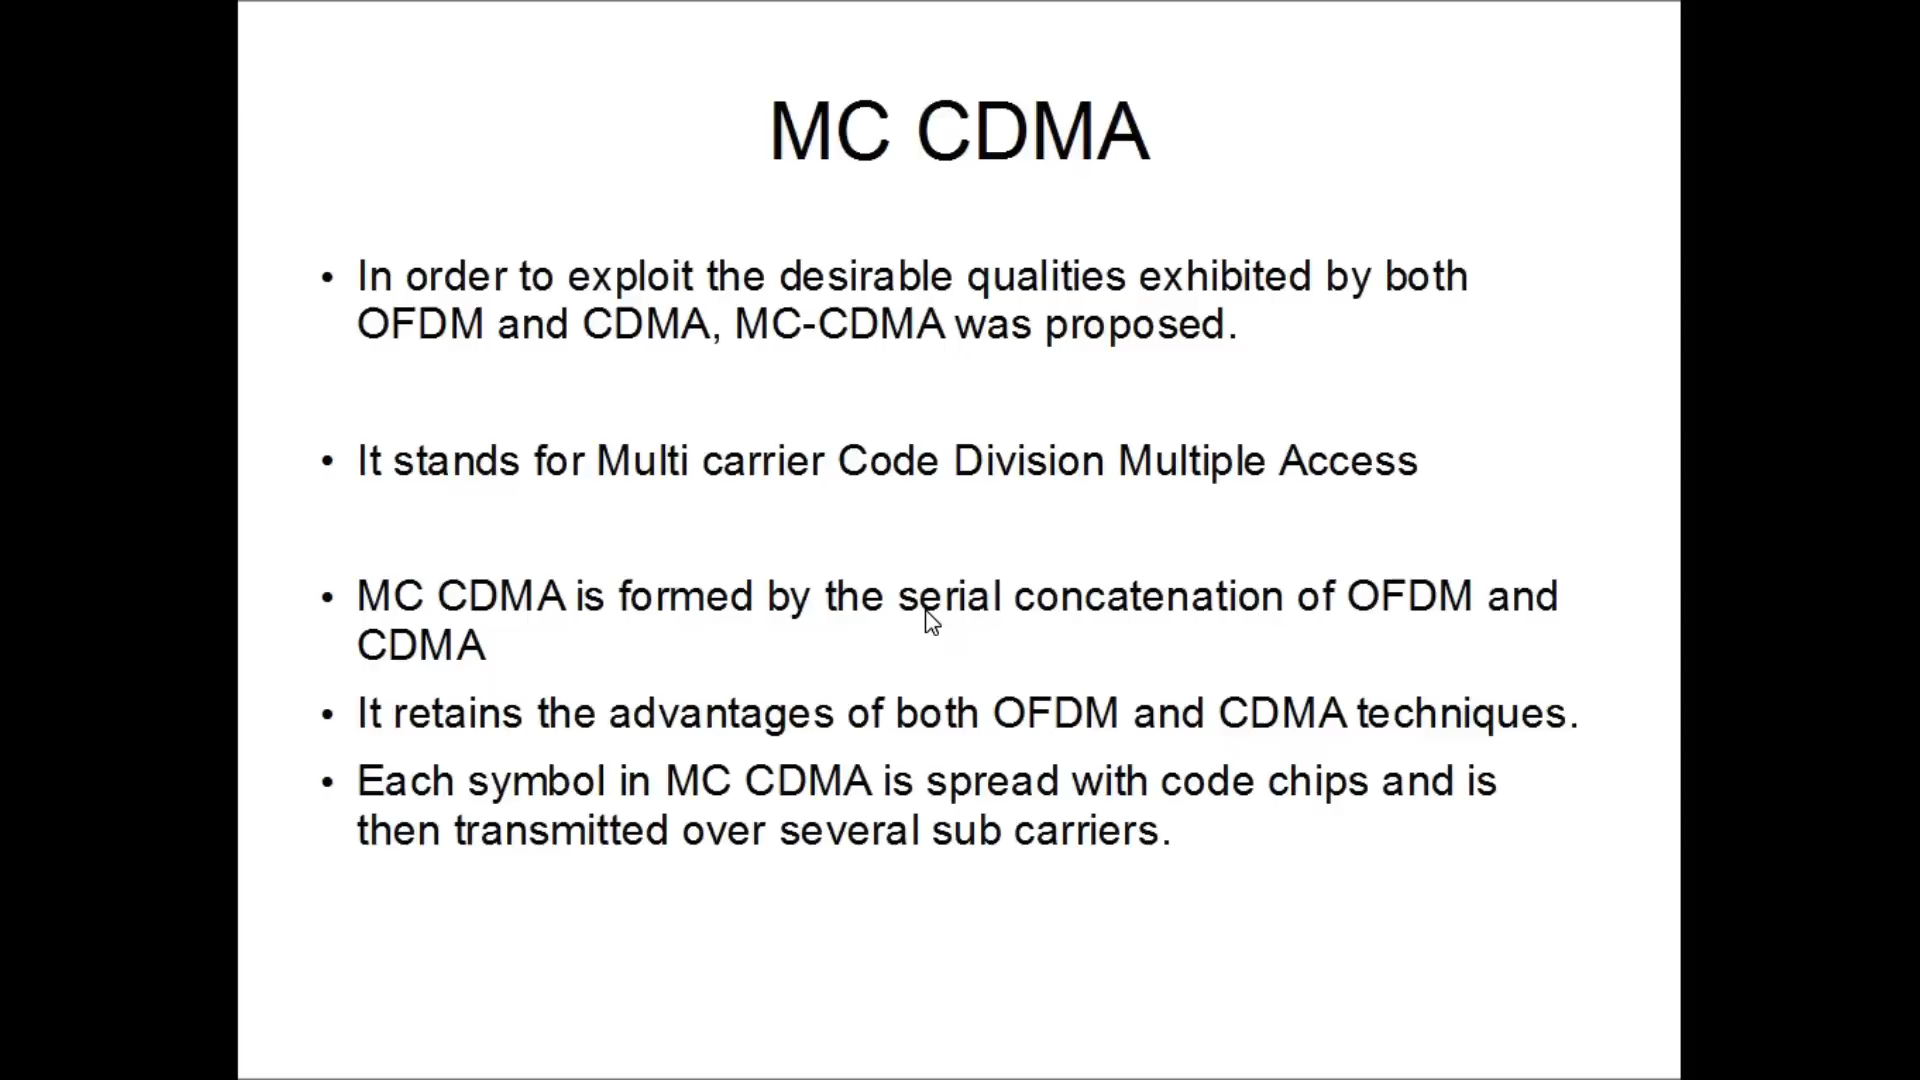 MC CDMA
• In order to exploit the desirable qualities exhibited by both
OFDM and CDMA, MC-CDMA was proposed.
• It stands for Multi carrier Code Division Multiple Access
• MC CDMA is formed by the serial concatenation of OFDM and
CDMA
• It retains the advantages of both OFDM and CDMA techniques.
• Each symbol in MC CDMA is spread with code chips and is
then transmitted over several sub carriers.